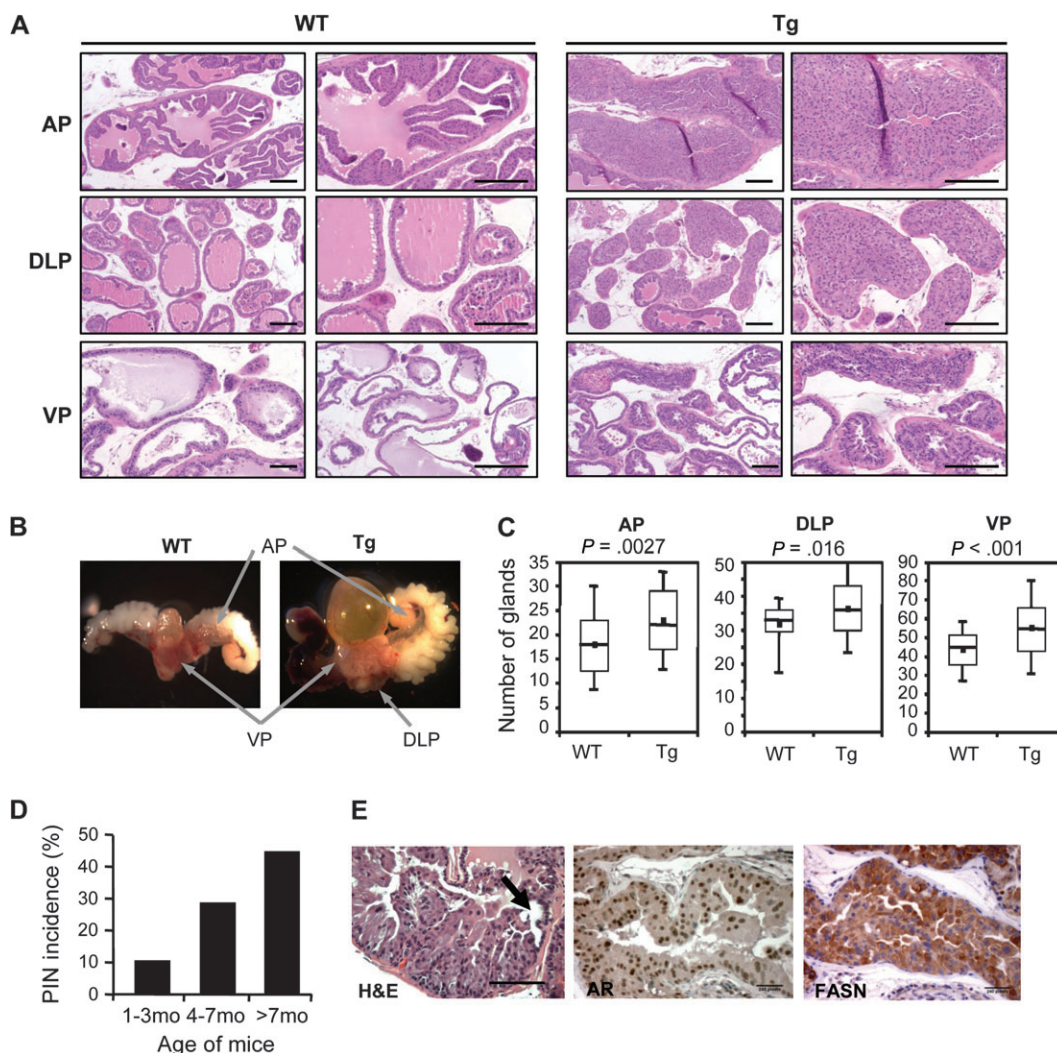 A
WT
Tg
AP
DLP
VP
B
WT
AP
Tg
VP
DLP
C
AP
DLP
VP
P = .0027
P = .016
P < .001
Number of glands
35
30
25
20
15
10
5
0
50
40
30
20
10
0
90
80
70
60
50
40
30
20
10
0
WT
Tg
WT
Tg
WT
Tg
D
PIN incidence (%)
50
40
30
20
10
0
1-3mo
4-7mo
>7mo
Age of mice
E
H&E
AR
FASN